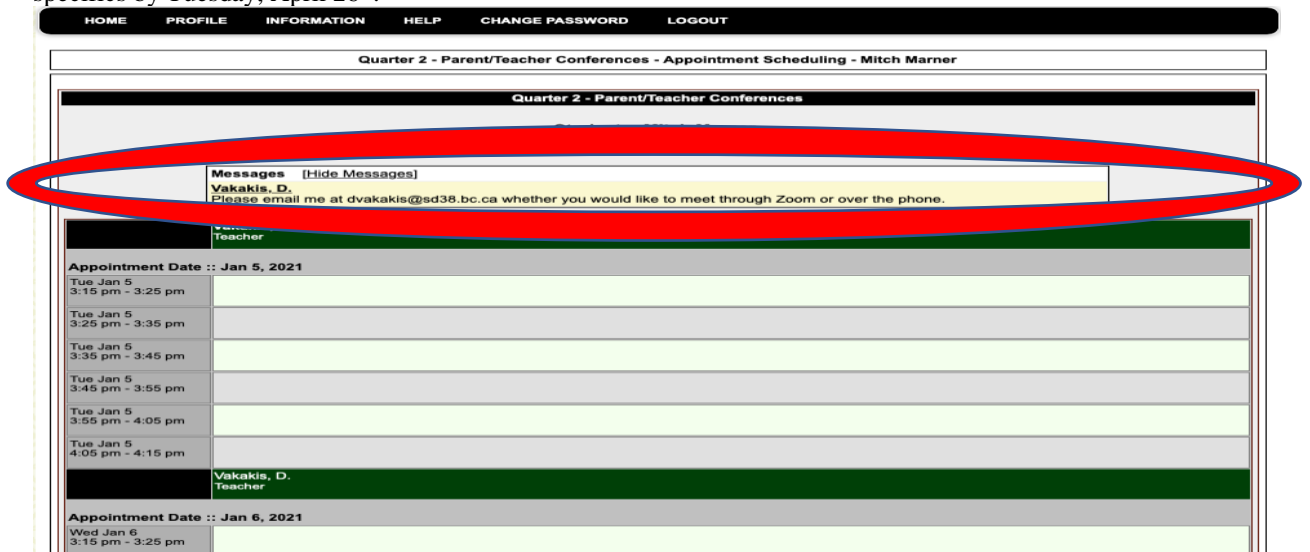 HOME PROFILE INFORMATION HELP CHANGE PASSWORD LOGOUT
Quarter 2 - Parent/Teacher Conferences - Appointment Scheduling - Mitch Marner
Quarter 2 - Parent/Teacher Conferences
Messages [Hide Messages]
Vakakis, D.
Please email me at dvakakis@sd38.bc.ca whether you would like to meet through Zoom or over the phone.
Teacher
Appointment Date :: Jan 5, 2021
Tue Jan 5
3:15 pm - 3:25 pm
Tue Jan 5
3:25 pm - 3:35 pm
Tue Jan 5
3:35 pm - 3:45 pm
Tue Jan 5
3:45 pm - 3:55 pm
Tue Jan 5
3:55 pm - 4:05 pm
Tue Jan 5
4:05 pm - 4:15 pm
Vakakis, D.
Teacher
Appointment Date :: Jan 6, 2021
Wed Jan 6
3:15 pm - 3:25 pm